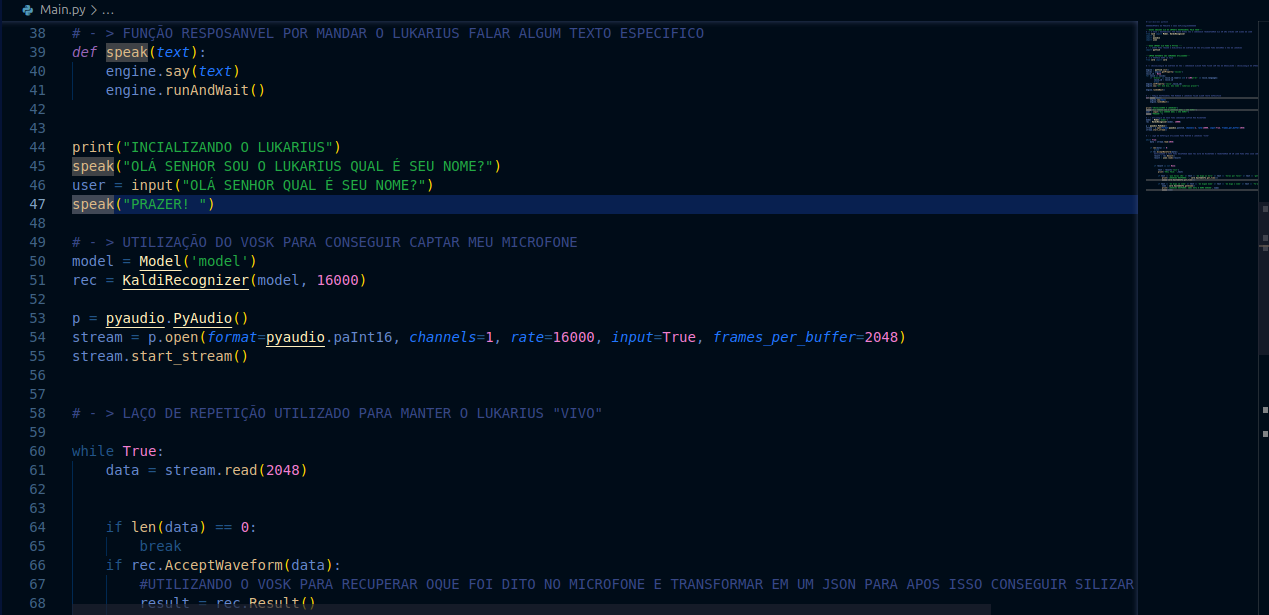 Main.py > ...
38 # - > FUNÇÃO RESPOSANVEL POR MANDAR O LUKARIUS FALAR ALGUM TEXTO ESPECIFICO
39 def speak(text):
40     engine.say(text)
41     engine.runAndWait()
42
43
44 print("INCIALIZANDO O LUKARIUS")
45 speak("OLÁ SENHOR SOU O LUKARIUS QUAL É SEU NOME?")
46 user = input("OLÁ SENHOR QUAL É SEU NOME?")
47 speak("PRAZER! ")
48
49 # - > UTILIZAÇÃO DO VOSK PARA CONSEGUIR CAPTAR MEU MICROFONE
50 model = Model('model')
51 rec = KaldiRecognizer(model, 16000)
52
53 p = pyaudio.PyAudio()
54 stream = p.open(format=pyaudio.paInt16, channels=1, rate=16000, input=True, frames_per_buffer=2048)
55 stream.start_stream()
56
57
58 # - > LAÇO DE REPETIÇÃO UTILIZADO PARA MANTER O LUKARIUS "VIVO"
59
60 while True:
61     data = stream.read(2048)
62
63
64     if len(data) == 0:
65         break
66     if rec.AcceptWaveform(data):
67         #UTILIZANDO O VOSK PARA RECUPERAR OQUE FOI DITO NO MICROFONE E TRANSFORMAR EM UM JSON PARA APOS ISSO CONSEGUIR SILIZAR
68         result = rec.Result()